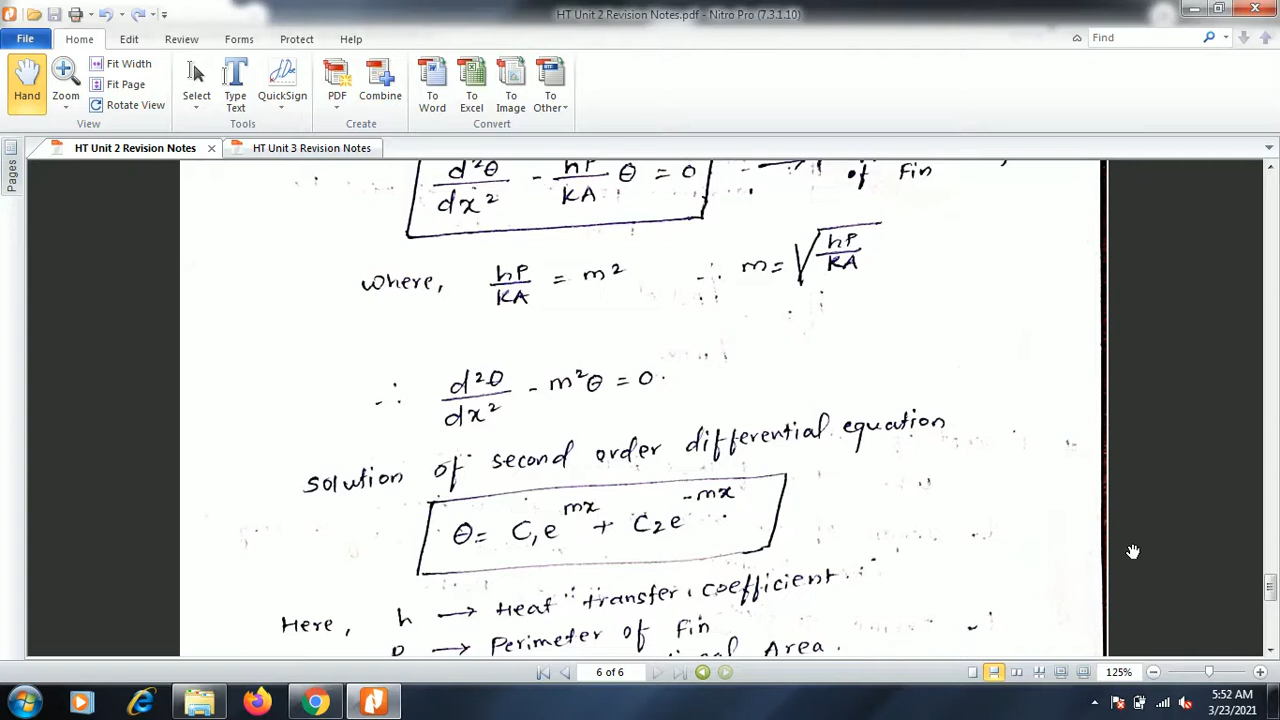 HT Unit 2 Revision Notes.pdf - Nitro Pro (7.3.1.10)
File Home Edit Review Forms Protect Help Find
Hand Zoom Fit Width Fit Page Rotate View Select Type Text QuickSign PDF Combine To Word To Excel To Image To Other
View Tools Create Convert
HT Unit 2 Revision Notes HT Unit 3 Revision Notes
Pages
d²θ/dx² - hP/KA θ = 0 of Fin
where, hP/KA = m² ∴ m = √(hP/KA)
∴ d²θ/dx² - m²θ = 0.
Solution of second order differential equation
θ = C₁e^mx + C₂e^-mx
Here, h → Heat transfer coefficient
P → Perimeter of Fin
Area.
6 of 6 125%
5:52 AM
3/23/2021